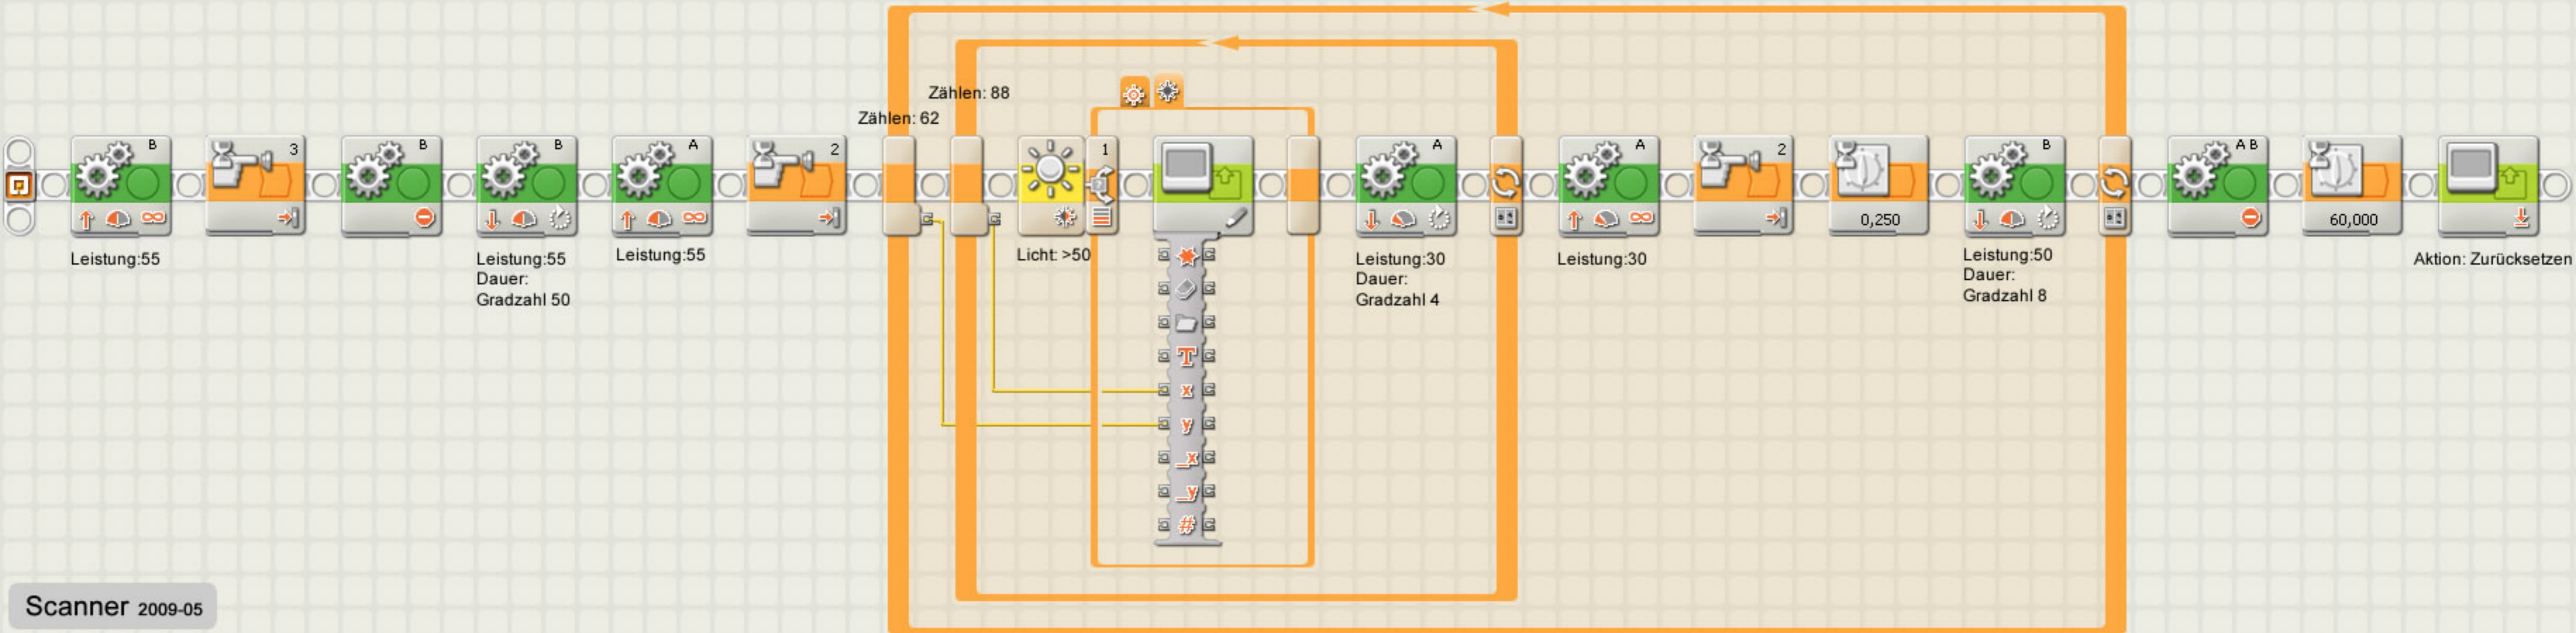 Zählen: 88
Zählen: 62
B
3
B
B
A
2
1
A
A
2
B
A B
0,250
60,000
Leistung:55
Leistung:55
Dauer:
Gradzahl 50
Leistung:55
Licht: >50
Leistung:30
Dauer:
Gradzahl 4
Leistung:30
Leistung:50
Dauer:
Gradzahl 8
Aktion: Zurücksetzen
T
x
y
_x
_y
#
Scanner 2009-05